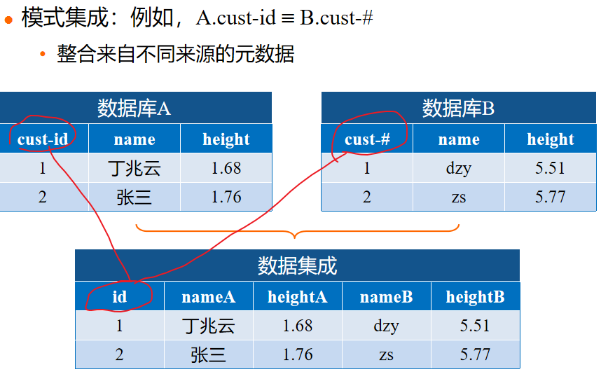 模式集成：例如，A.cust-id ≡ B.cust-#
整合来自不同来源的元数据
数据库A
cust-id name height
1 丁兆云 1.68
2 张三 1.76
数据库B
cust-# name height
1 dzy 5.51
2 zs 5.77
数据集成
id nameA heightA nameB heightB
1 丁兆云 1.68 dzy 5.51
2 张三 1.76 zs 5.77